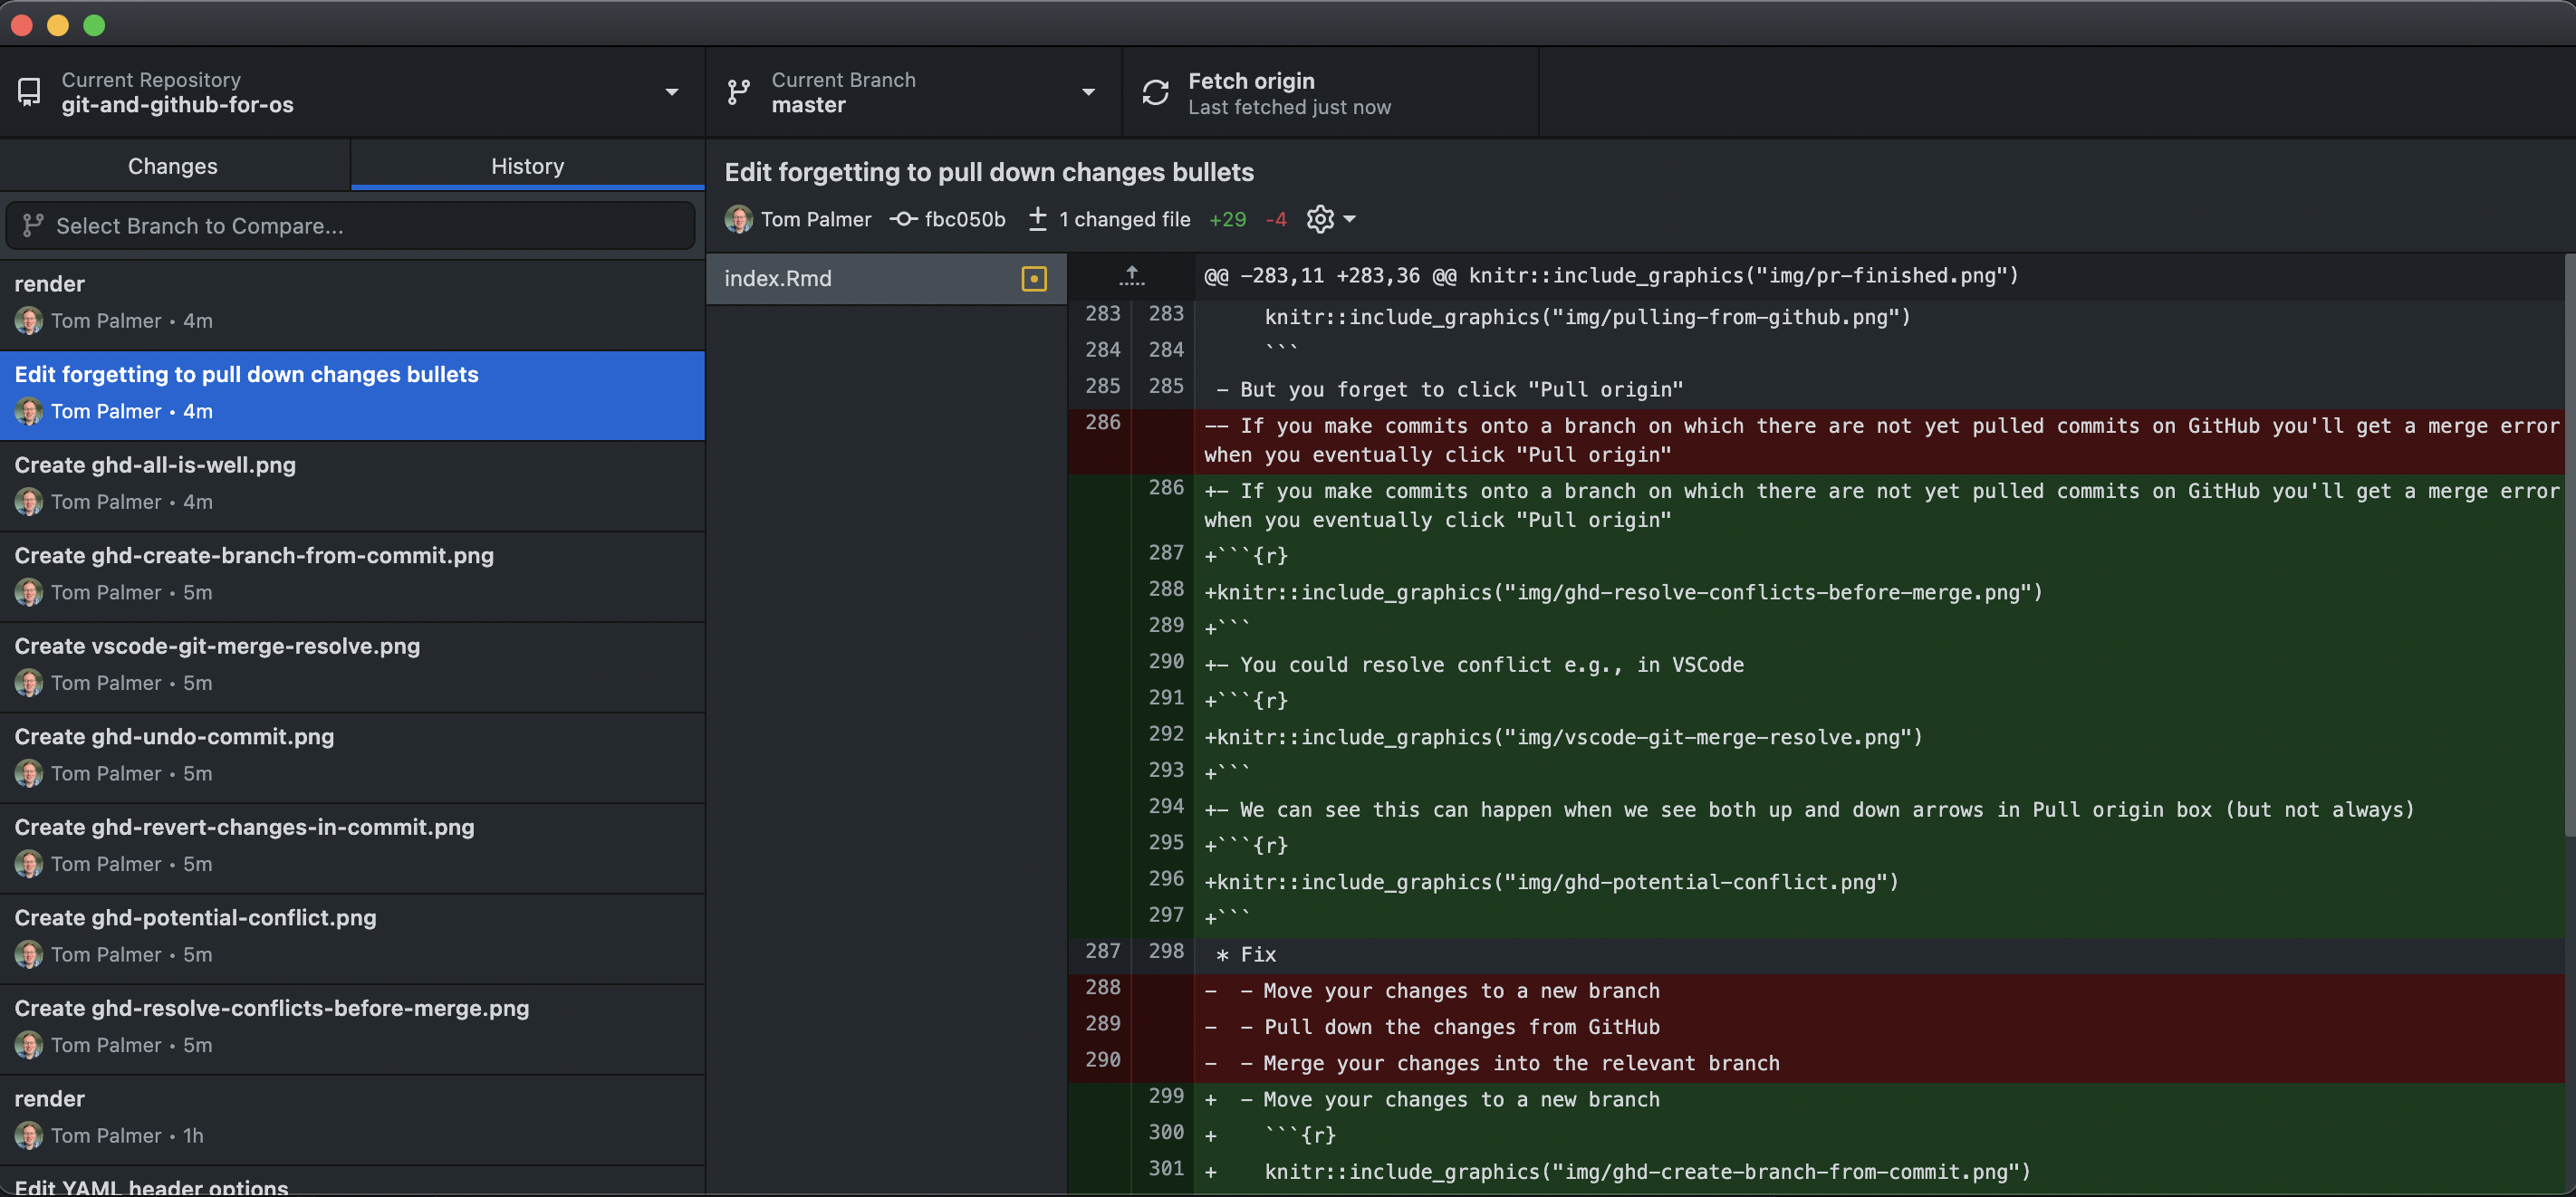 Current Repository
git-and-github-for-os
Current Branch
master
Fetch origin
Last fetched just now
Changes
History
Select Branch to Compare...
render
Tom Palmer • 4m
Edit forgetting to pull down changes bullets
Tom Palmer • 4m
Create ghd-all-is-well.png
Tom Palmer • 4m
Create ghd-create-branch-from-commit.png
Tom Palmer • 5m
Create vscode-git-merge-resolve.png
Tom Palmer • 5m
Create ghd-undo-commit.png
Tom Palmer • 5m
Create ghd-revert-changes-in-commit.png
Tom Palmer • 5m
Create ghd-potential-conflict.png
Tom Palmer • 5m
Create ghd-resolve-conflicts-before-merge.png
Tom Palmer • 5m
render
Tom Palmer • 1h
Edit YAML header options
Edit forgetting to pull down changes bullets
Tom Palmer fbc050b 1 changed file +29 -4
index.Rmd
@@ -283,11 +283,36 @@ knitr::include_graphics("img/pr-finished.png")
283 283     knitr::include_graphics("img/pulling-from-github.png")
284 284     ```
285 285 - But you forget to click "Pull origin"
286 -- If you make commits onto a branch on which there are not yet pulled commits on GitHub you'll get a merge error
when you eventually click "Pull origin"
286 +- If you make commits onto a branch on which there are not yet pulled commits on GitHub you'll get a merge error
when you eventually click "Pull origin"
287 +```{r}
288 +knitr::include_graphics("img/ghd-resolve-conflicts-before-merge.png")
289 +```
290 +- You could resolve conflict e.g., in VSCode
291 +```{r}
292 +knitr::include_graphics("img/vscode-git-merge-resolve.png")
293 +```
294 +- We can see this can happen when we see both up and down arrows in Pull origin box (but not always)
295 +```{r}
296 +knitr::include_graphics("img/ghd-potential-conflict.png")
297 +```
287 298 * Fix
288 -  - Move your changes to a new branch
289 -  - Pull down the changes from GitHub
290 -  - Merge your changes into the relevant branch
299 +  - Move your changes to a new branch
300 +    ```{r}
301 +    knitr::include_graphics("img/ghd-create-branch-from-commit.png")